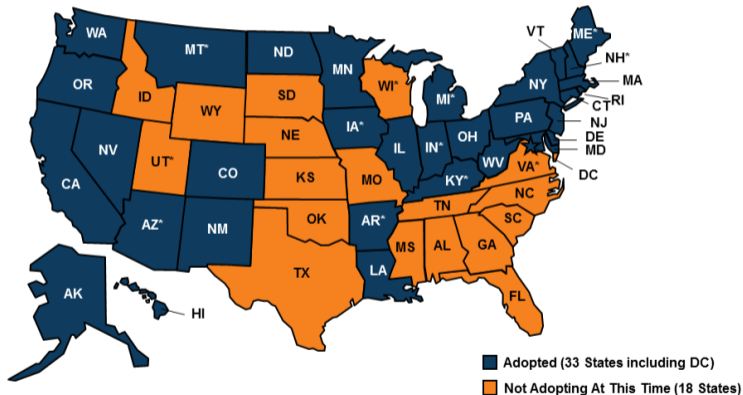 WA
MT*
ND
MN
VT
ME*
NH*
MA
RI
CT
NJ
DE
MD
DC
OR
ID
WY
SD
WI*
MI*
NY
PA
NV
UT*
CO
NE
IA*
IL
IN*
OH
WV
VA*
CA
KS
MO
KY*
NC
TN
SC
AZ*
NM
OK
AR*
MS
AL
GA
TX
LA
FL
AK
HI
Adopted (33 States including DC)
Not Adopting At This Time (18 States)